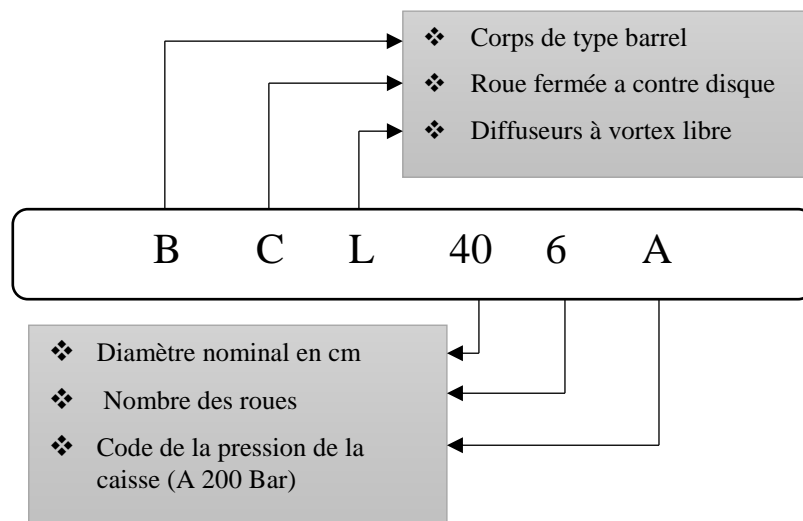 ❖ Corps de type barrel
❖ Roue fermée a contre disque
❖ Diffuseurs à vortex libre
B C L 40 6 A
❖ Diamètre nominal en cm
❖ Nombre des roues
❖ Code de la pression de la
caisse (A 200 Bar)